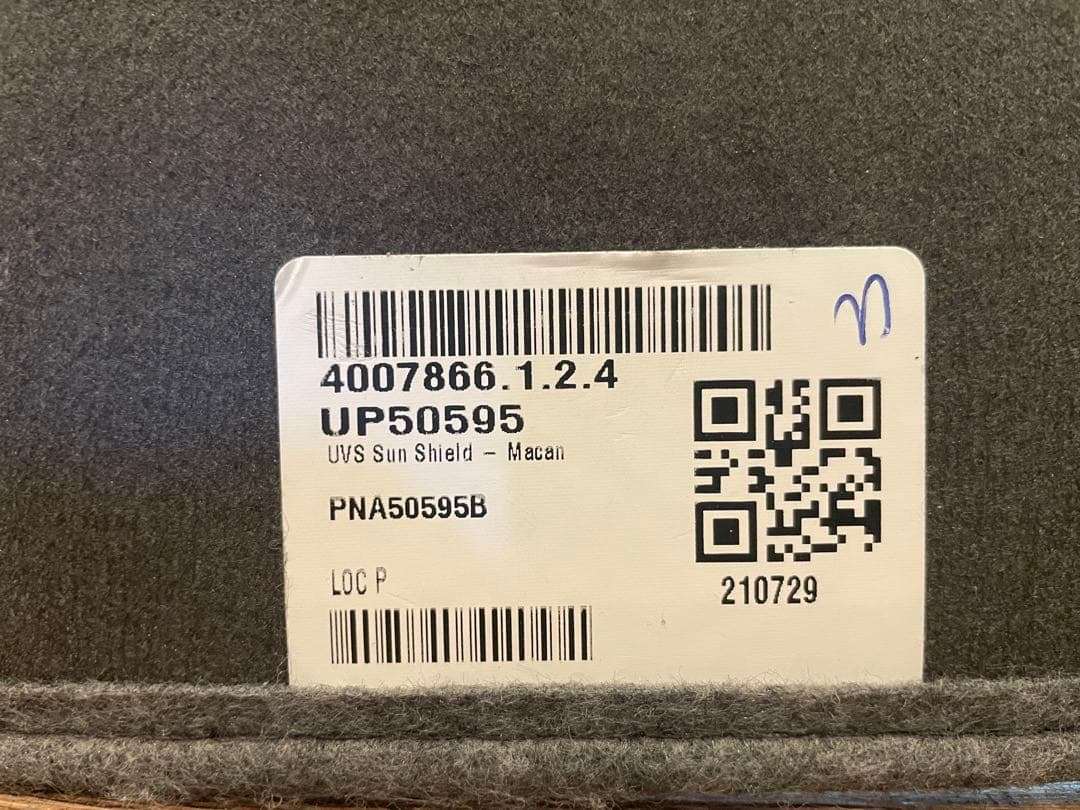 4007866.1.2.4
UP50595
UVS Sun Shield – Macan
PNA50595B
LOC P
210729